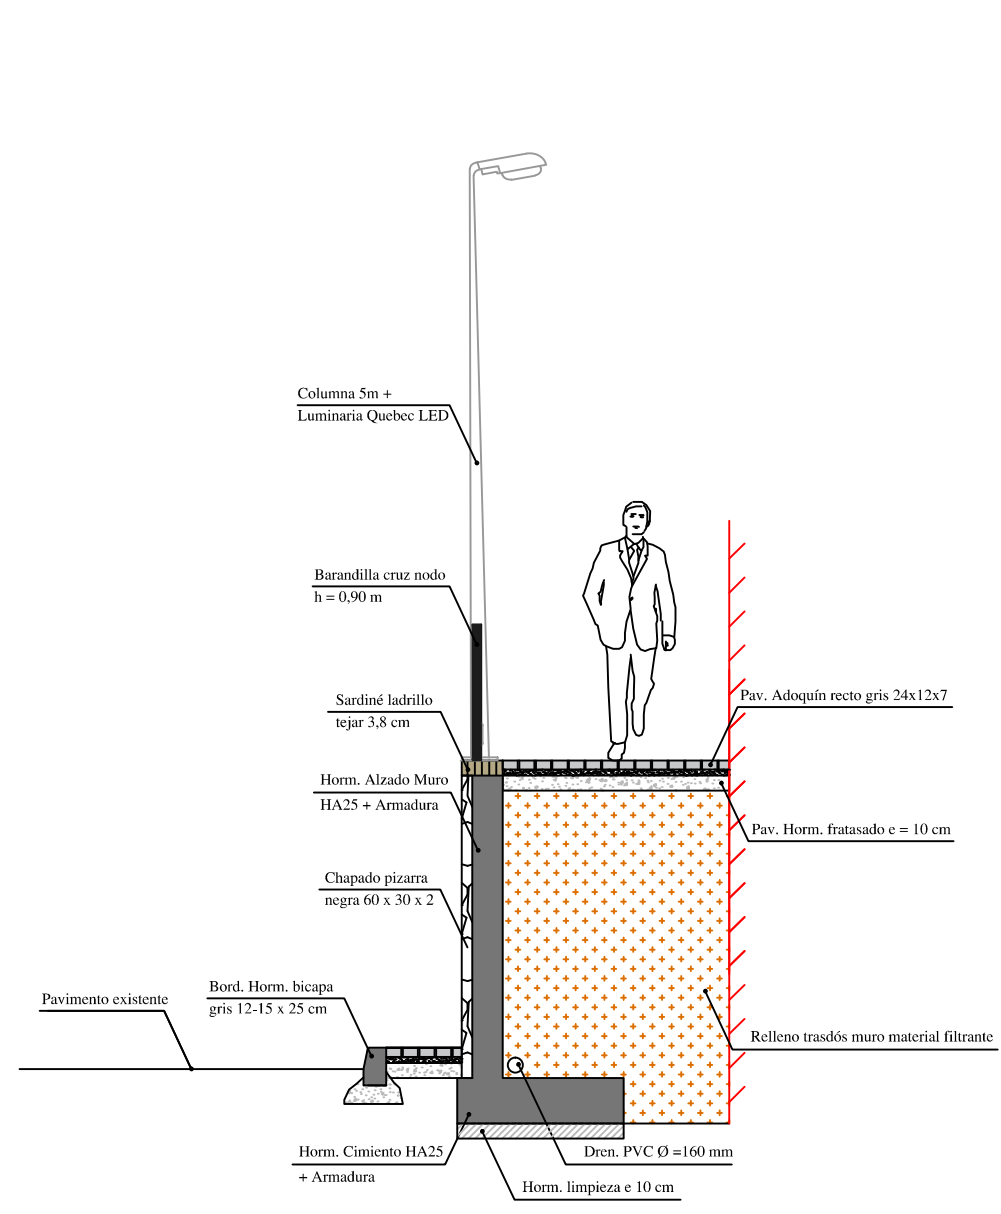 Columna 5m +
Luminaria Quebec LED
Barandilla cruz nodo
h = 0,90 m
Sardiné ladrillo
tejar 3,8 cm
Pav. Adoquín recto gris 24x12x7
Horm. Alzado Muro
HA25 + Armadura
Pav. Horm. fratasado e = 10 cm
Chapado pizarra
negra 60 x 30 x 2
Bord. Horm. bicapa
gris 12-15 x 25 cm
Pavimento existente
Relleno trasdós muro material filtrante
Horm. Cimiento HA25
+ Armadura
Dren. PVC Ø =160 mm
Horm. limpieza e 10 cm